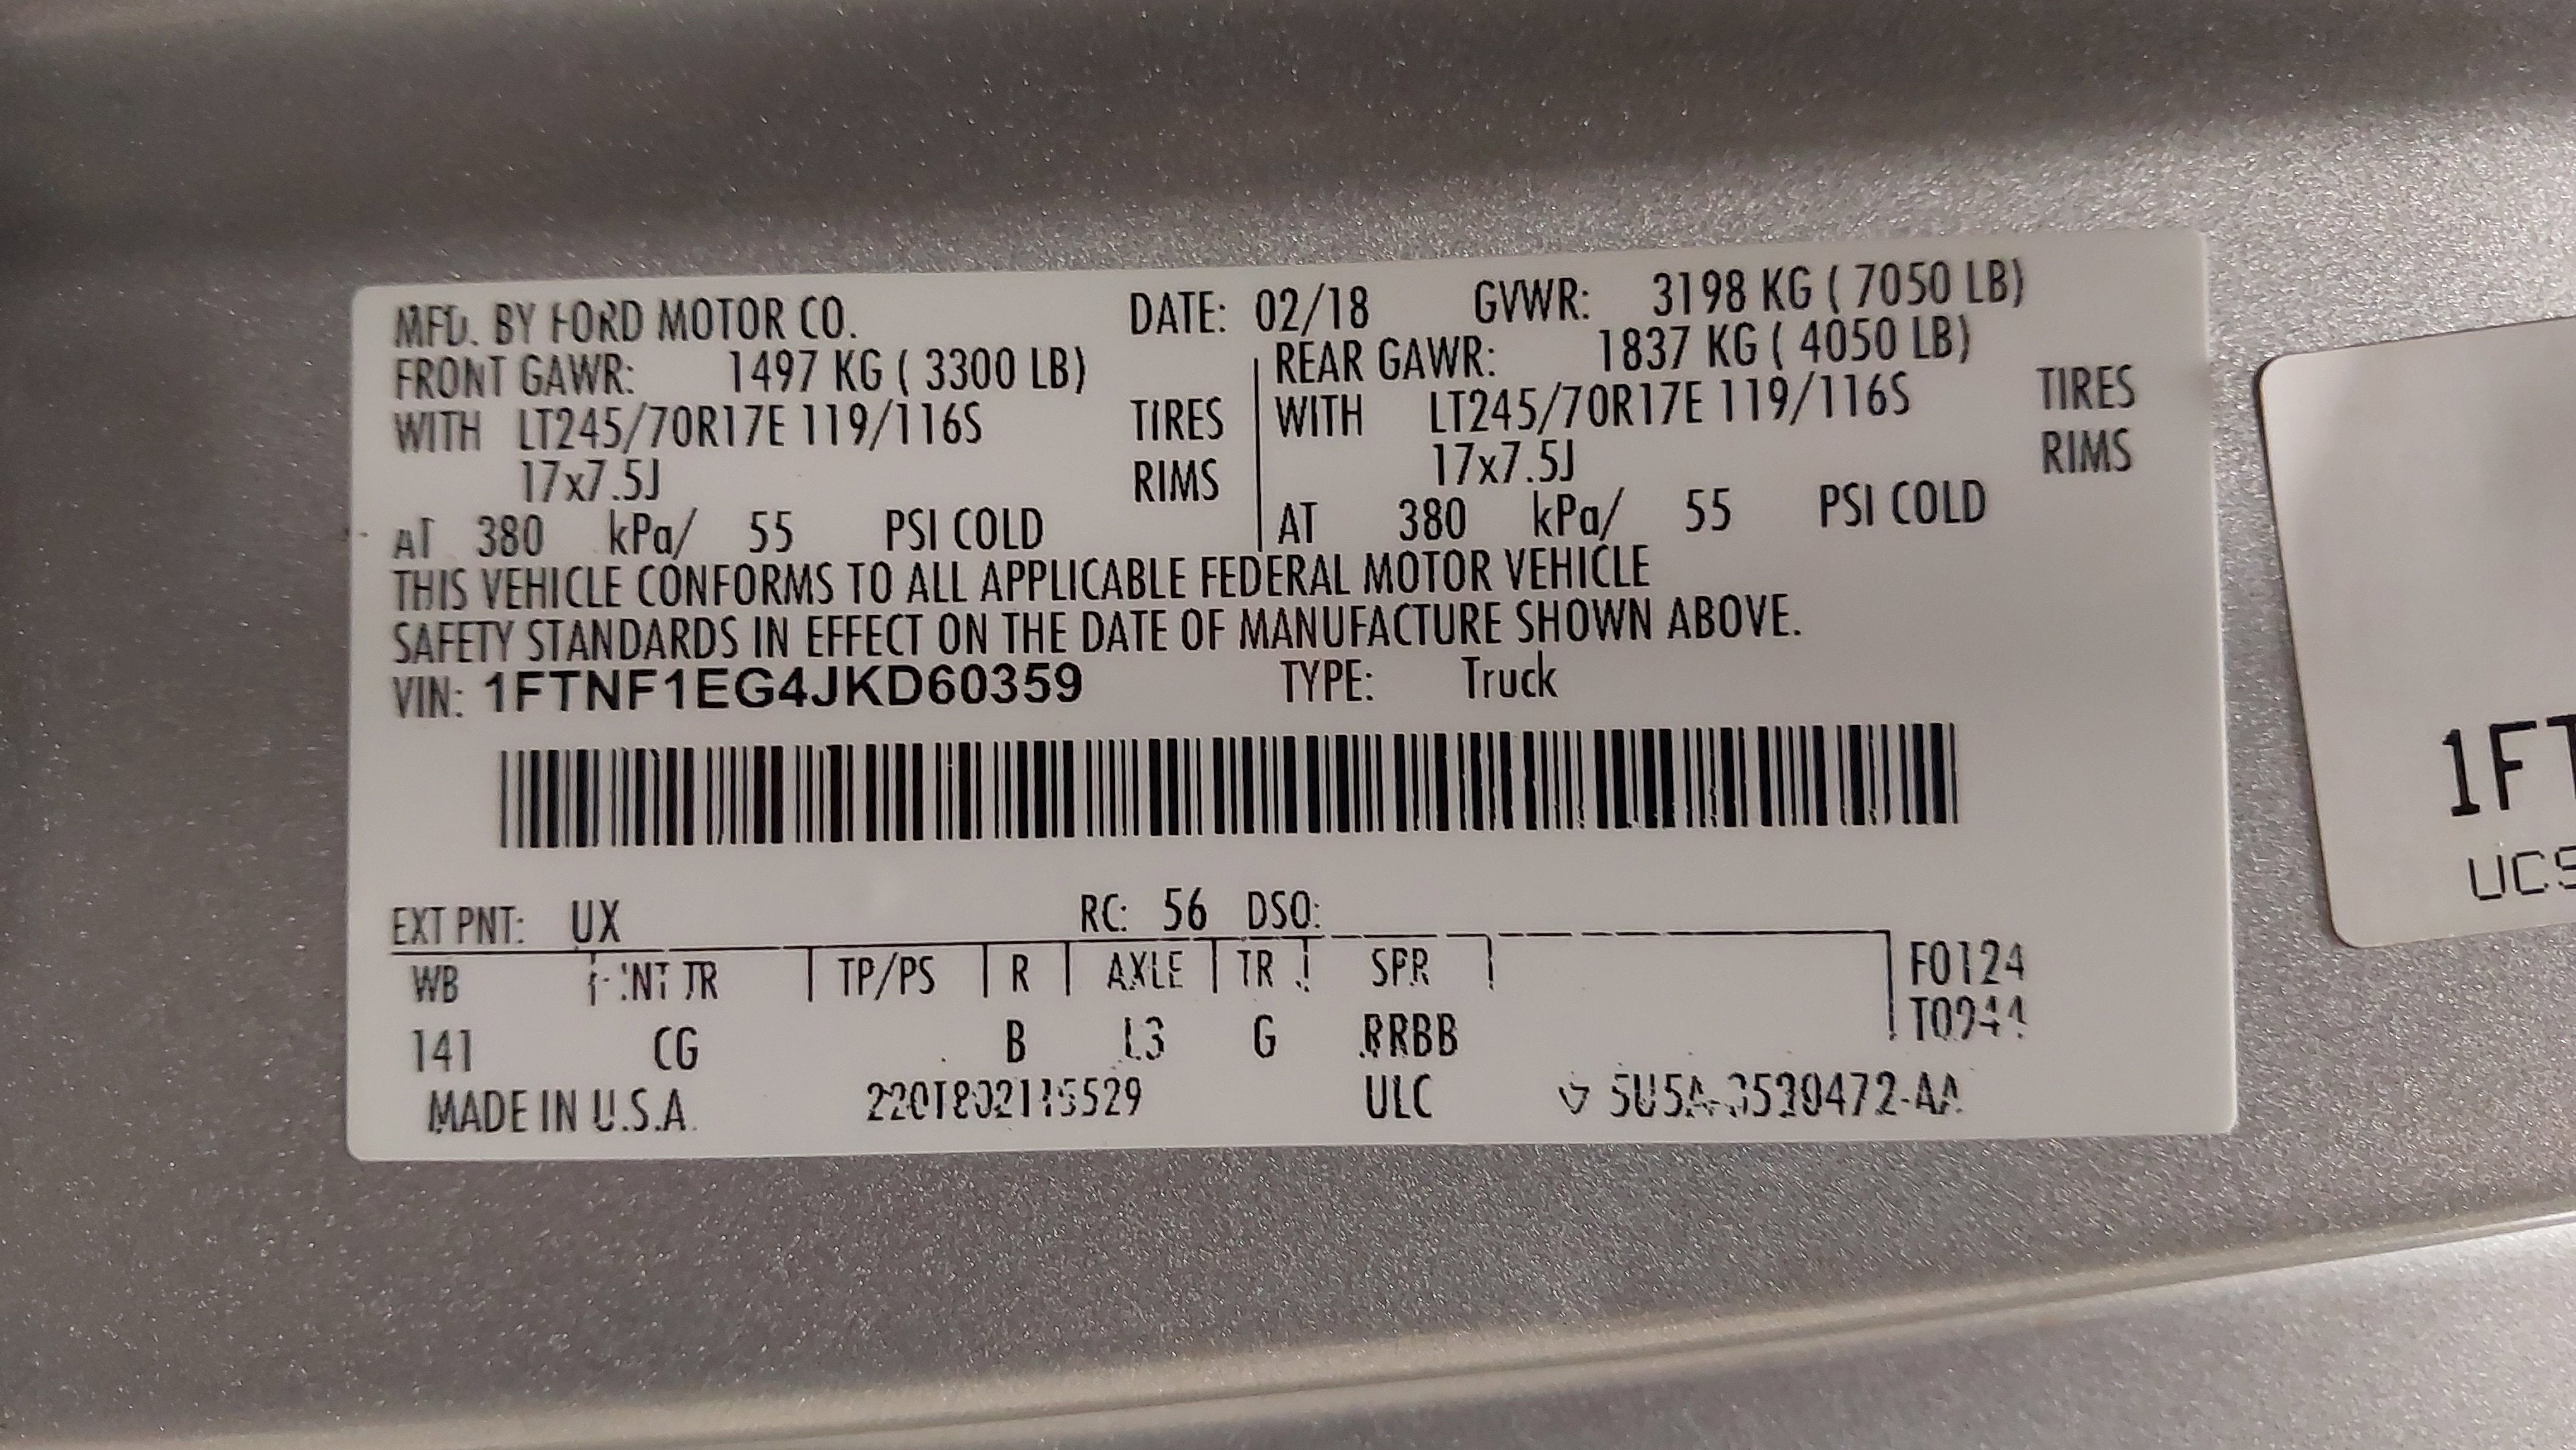 MFD. BY FORD MOTOR CO. DATE: 02/18 GVWR: 3198 KG ( 7050 LB)
FRONT GAWR: 1497 KG ( 3300 LB) REAR GAWR: 1837 KG ( 4050 LB)
WITH LT245/70R17E 119/116S TIRES WITH LT245/70R17E 119/116S TIRES
17x7.5J RIMS 17x7.5J RIMS
AT 380 kPa/ 55 PSI COLD AT 380 kPa/ 55 PSI COLD
THIS VEHICLE CONFORMS TO ALL APPLICABLE FEDERAL MOTOR VEHICLE
SAFETY STANDARDS IN EFFECT ON THE DATE OF MANUFACTURE SHOWN ABOVE.
VIN: 1FTNF1EG4JKD60359 TYPE: Truck
EXT PNT: UX RC: 56 DSO:
WB INT TR TP/PS R AXLE TR SPR F0124
T0944
141 CG B L3 G RRBB
MADE IN U.S.A. ULC
1FT
UCS